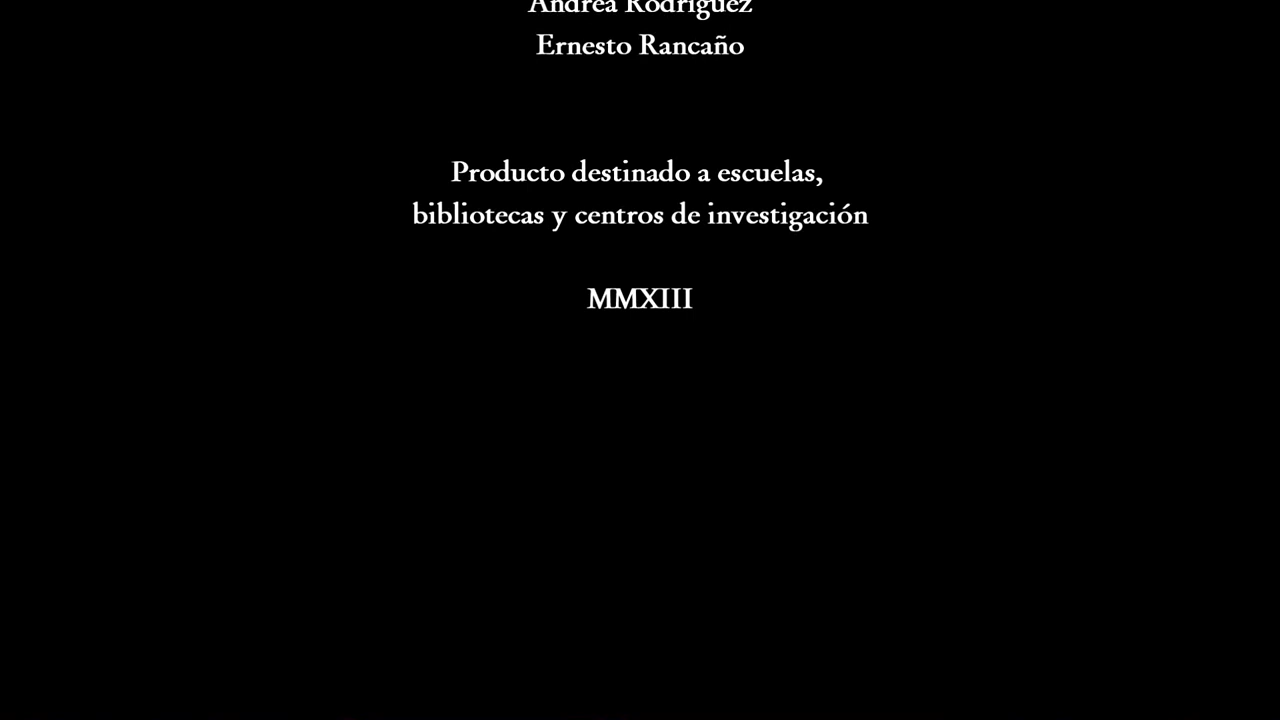 Andrea Rodríguez
Ernesto Rancaño
Producto destinado a escuelas,
bibliotecas y centros de investigación
MMXIII